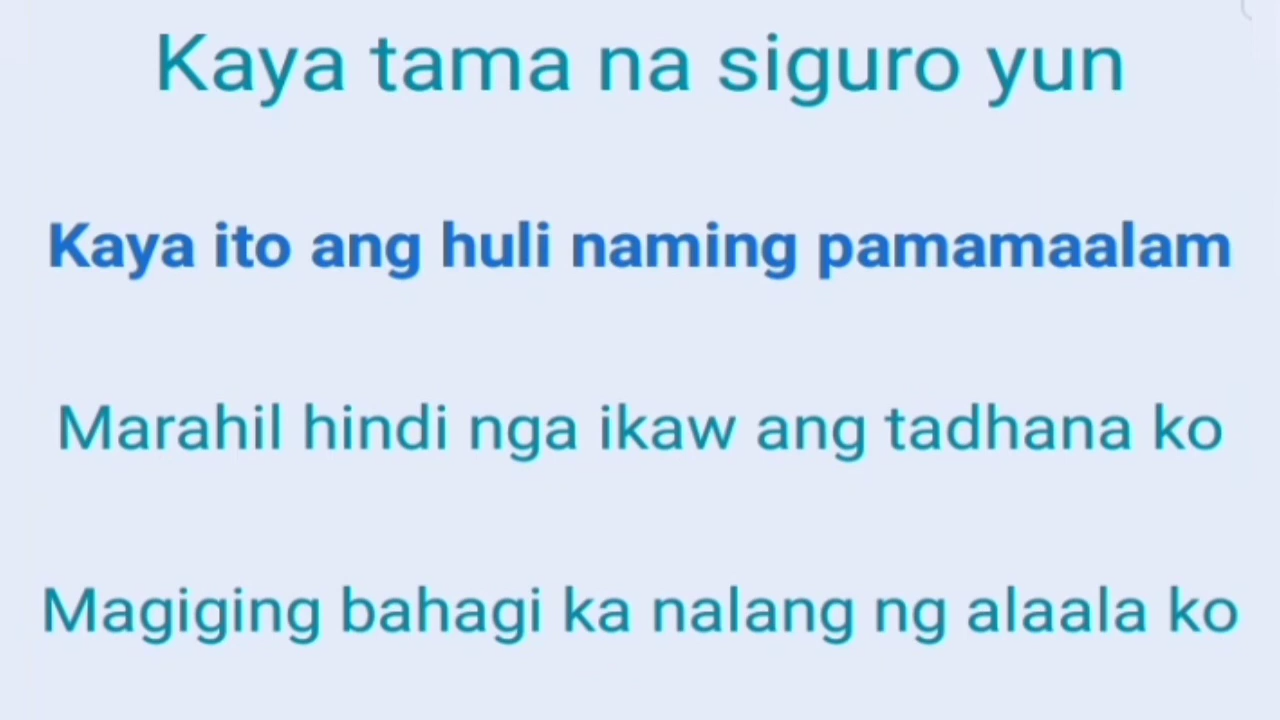 Kaya tama na siguro yun
Kaya ito ang huli naming pamamaalam
Marahil hindi nga ikaw ang tadhana ko
Magiging bahagi ka nalang ng alaala ko